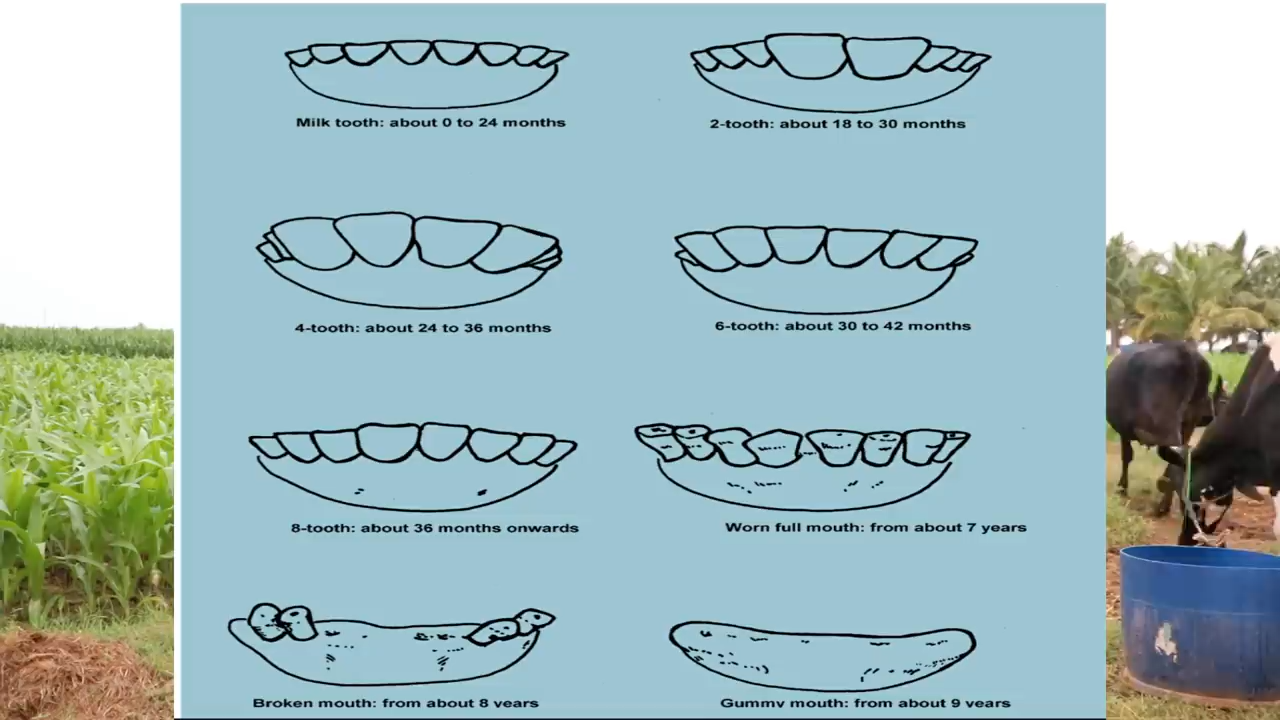 Milk tooth: about 0 to 24 months
2-tooth: about 18 to 30 months
4-tooth: about 24 to 36 months
6-tooth: about 30 to 42 months
8-tooth: about 36 months onwards
Worn full mouth: from about 7 years
Broken mouth: from about 8 years
Gummy mouth: from about 9 years